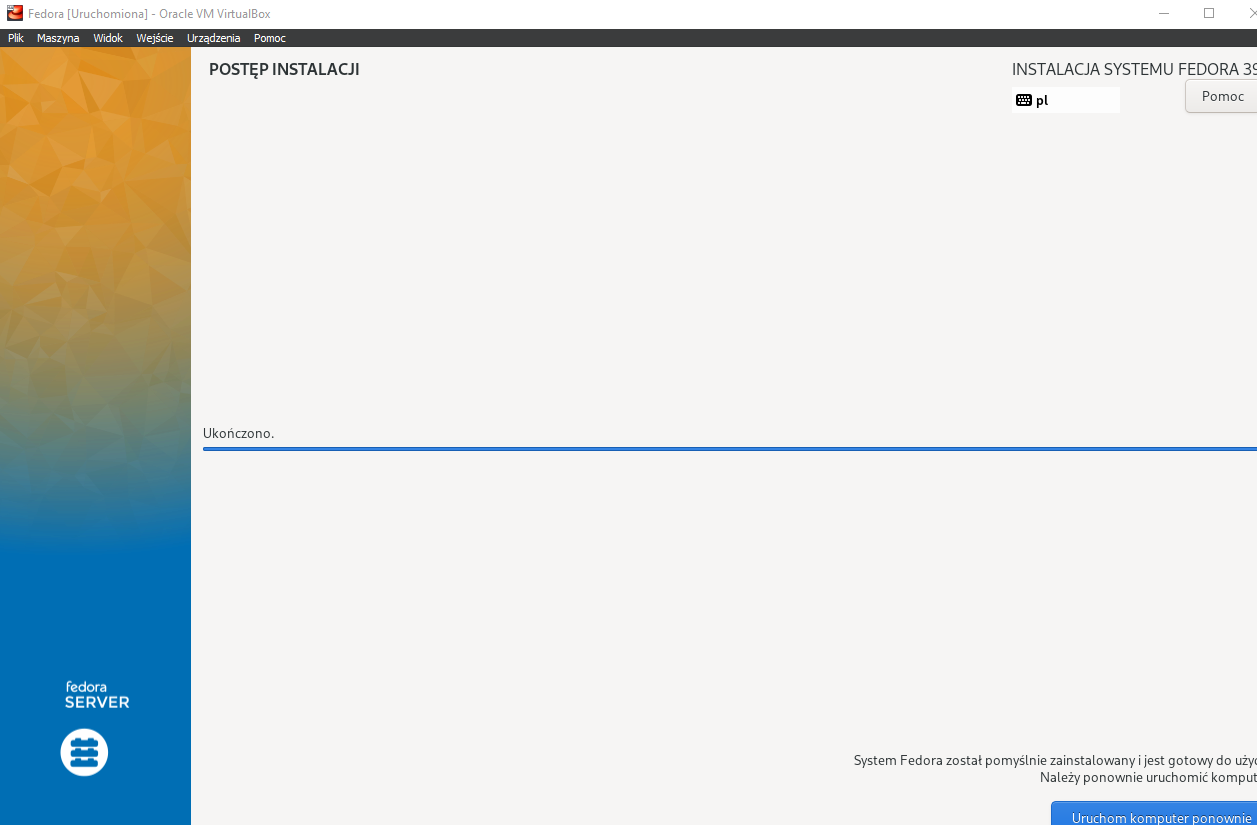 Fedora [Uruchomiona] - Oracle VM VirtualBox
Plik Maszyna Widok Wejście Urządzenia Pomoc
POSTĘP INSTALACJI
INSTALACJA SYSTEMU FEDORA 39
pl
Pomoc
Ukończono.
fedora
SERVER
System Fedora został pomyślnie zainstalowany i jest gotowy do użyc
Należy ponownie uruchomić komput
Uruchom komputer ponownie